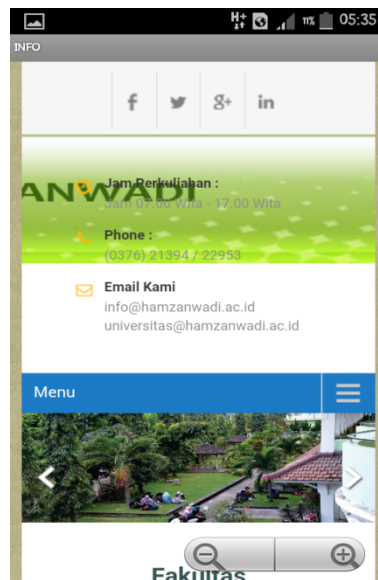 H+ 11% 05:35
INFO
f g+ in
ANWADI
Jam Perkuliahan :
Jam 07.00 Wita - 17.00 Wita
Phone :
(0376) 21394 / 22953
Email Kami
info@hamzanwadi.ac.id
universitas@hamzanwadi.ac.id
Menu
Fakultas